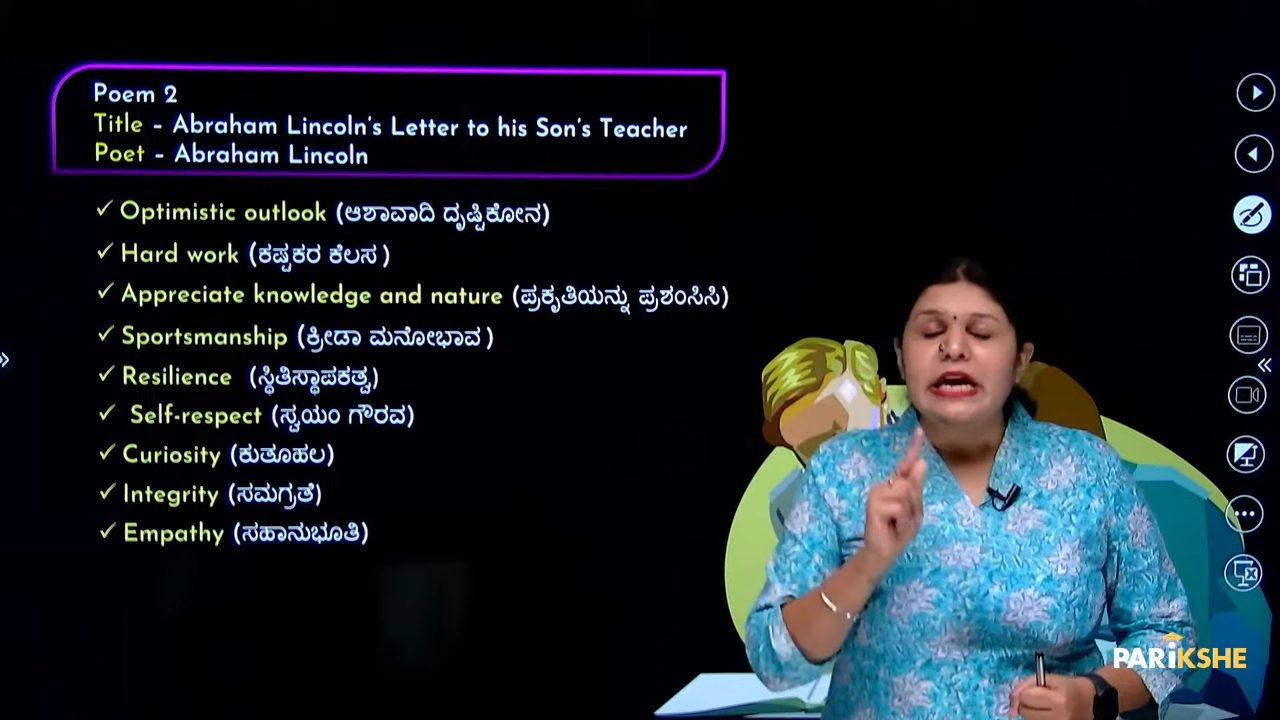 Poem 2
Title - Abraham Lincoln's Letter to his Son's Teacher
Poet - Abraham Lincoln
✓ Optimistic outlook (ಆಶಾವಾದಿ ದೃಷ್ಟಿಕೋನ)
✓ Hard work (ಕಷ್ಟಕರ ಕೆಲಸ )
✓ Appreciate knowledge and nature (ಪ್ರಕೃತಿಯನ್ನು ಪ್ರಶಂಸಿಸಿ)
✓ Sportsmanship (ಕ್ರೀಡಾ ಮನೋಭಾವ )
✓ Resilience (ಸ್ಥಿತಿಸ್ಥಾಪಕತ್ವ)
✓ Self-respect (ಸ್ವಯಂ ಗೌರವ)
✓ Curiosity (ಕುತೂಹಲ)
✓ Integrity (ಸಮಗ್ರತೆ)
✓ Empathy (ಸಹಾನುಭೂತಿ)
PARIKSHE